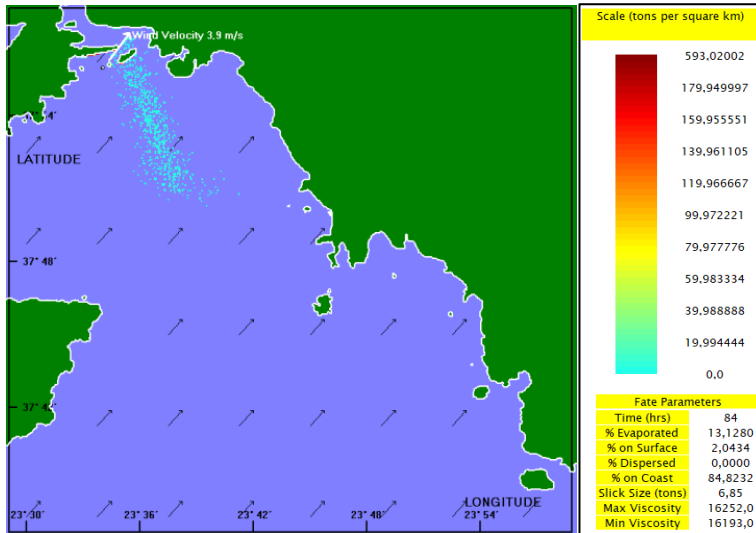 Wind Velocity 3.9 m/s
LATITUDE
37° 48'
LONGITUDE
23° 30'
23° 36'
23° 42'
23° 48'
23° 54'
Scale (tons per square km)
593,02002
179,949997
159,955551
139,961105
119,966667
99,972221
79,977776
59,983334
39,988888
19,994444
0,0
Fate Parameters
Time (hrs) 84
% Evaporated 13,1280
% on Surface 2,0434
% Dispersed 0,0000
% on Coast 84,8232
Slick Size (tons) 6,85
Max Viscosity 16252,0
Min Viscosity 16193,0